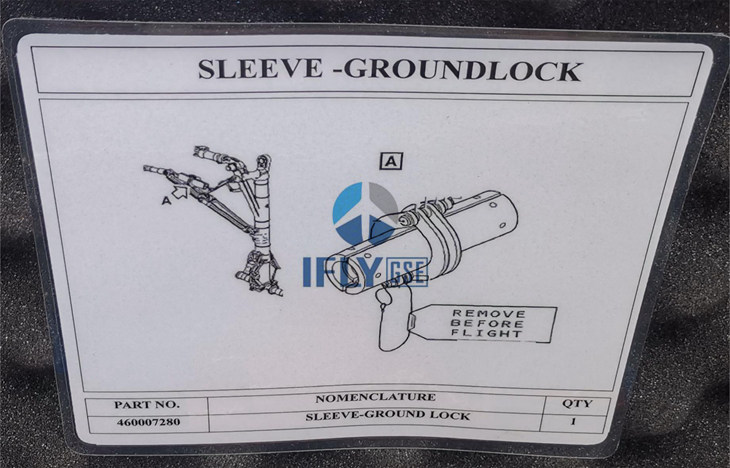 SLEEVE -GROUNDLOCK
A
A
IFLY GSE
REMOVE
BEFORE
FLIGHT
PART NO. NOMENCLATURE QTY
460007280 SLEEVE-GROUND LOCK 1